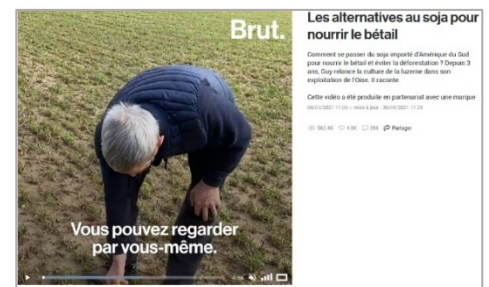 Brut.
Vous pouvez regarder
par vous-même.
Les alternatives au soja pour
nourrir le bétail
Comment se passer du soja importé d'Amérique du Sud
pour nourrir le bétail et éviter la déforestation ? Depuis 3
ans, Guy relance la culture de la luzerne dans son
exploitation de l'Oise. Il raconte.
Cette vidéo a été produite en partenariat avec une marque
Partager